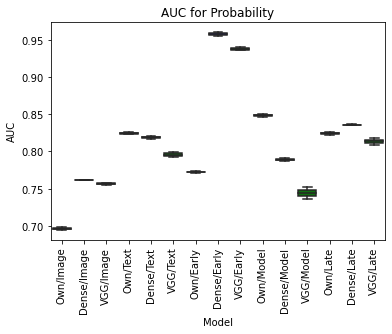 AUC for Probability
AUC
0.95
0.90
0.85
0.80
0.75
0.70
Own/Image
Dense/Image
VGG/Image
Own/Text
Dense/Text
VGG/Text
Own/Early
Dense/Early
VGG/Early
Own/Model
Dense/Model
VGG/Model
Own/Late
Dense/Late
VGG/Late
Model